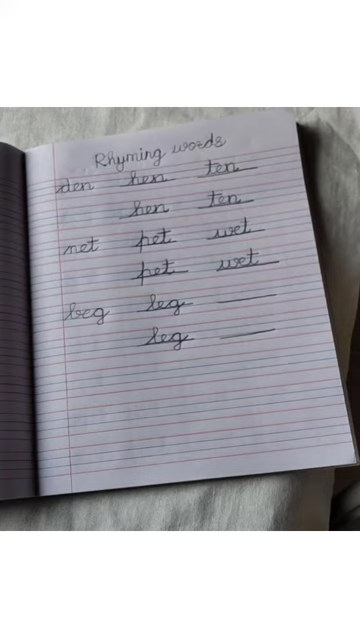 Rhyming words
den hen ten
hen ten
net pet wet
pet wet
beg leg
leg